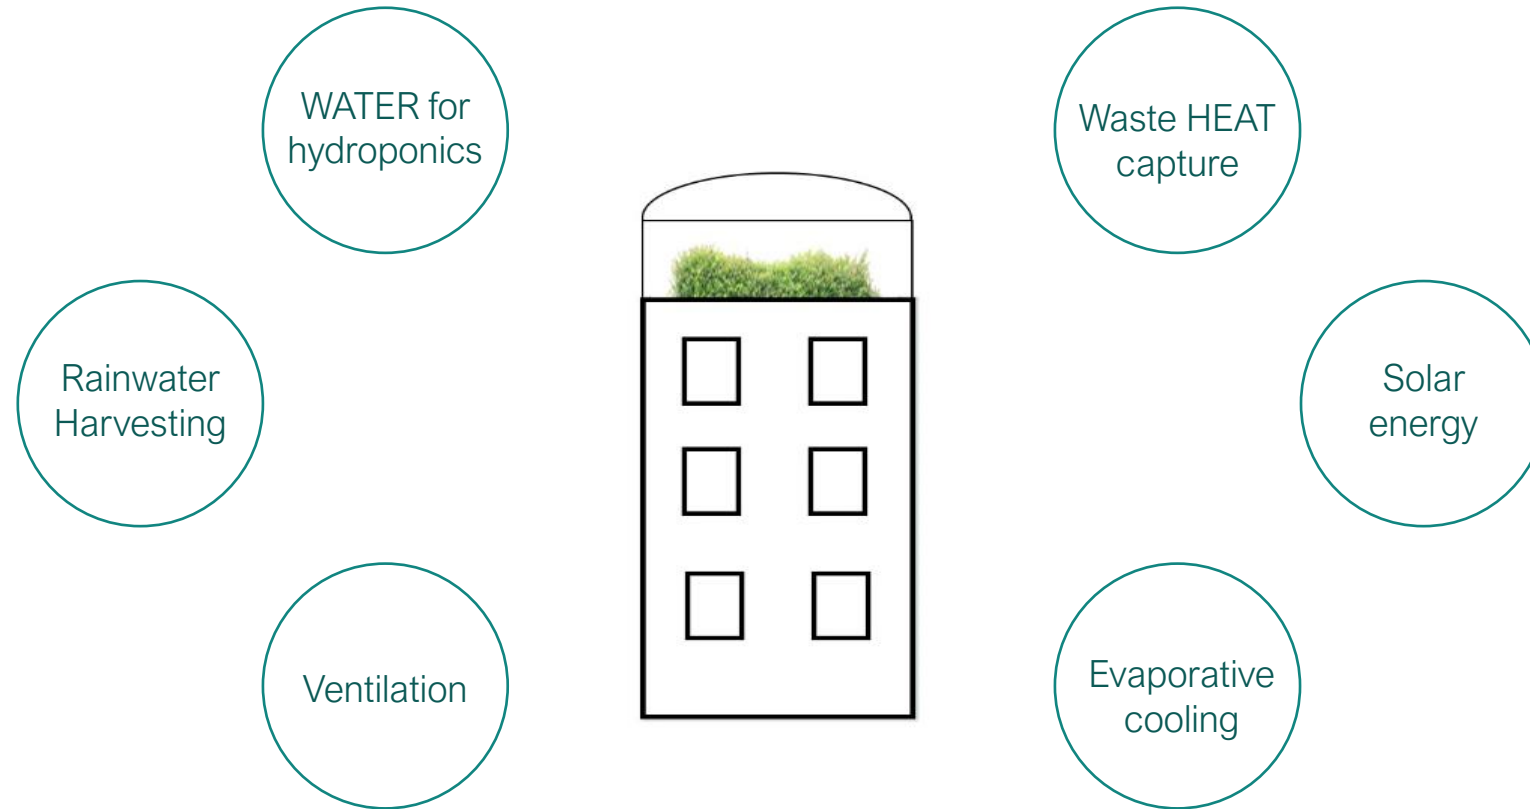 WATER for
hydroponics
Waste HEAT
capture
Rainwater
Harvesting
Solar
energy
Ventilation
Evaporative
cooling